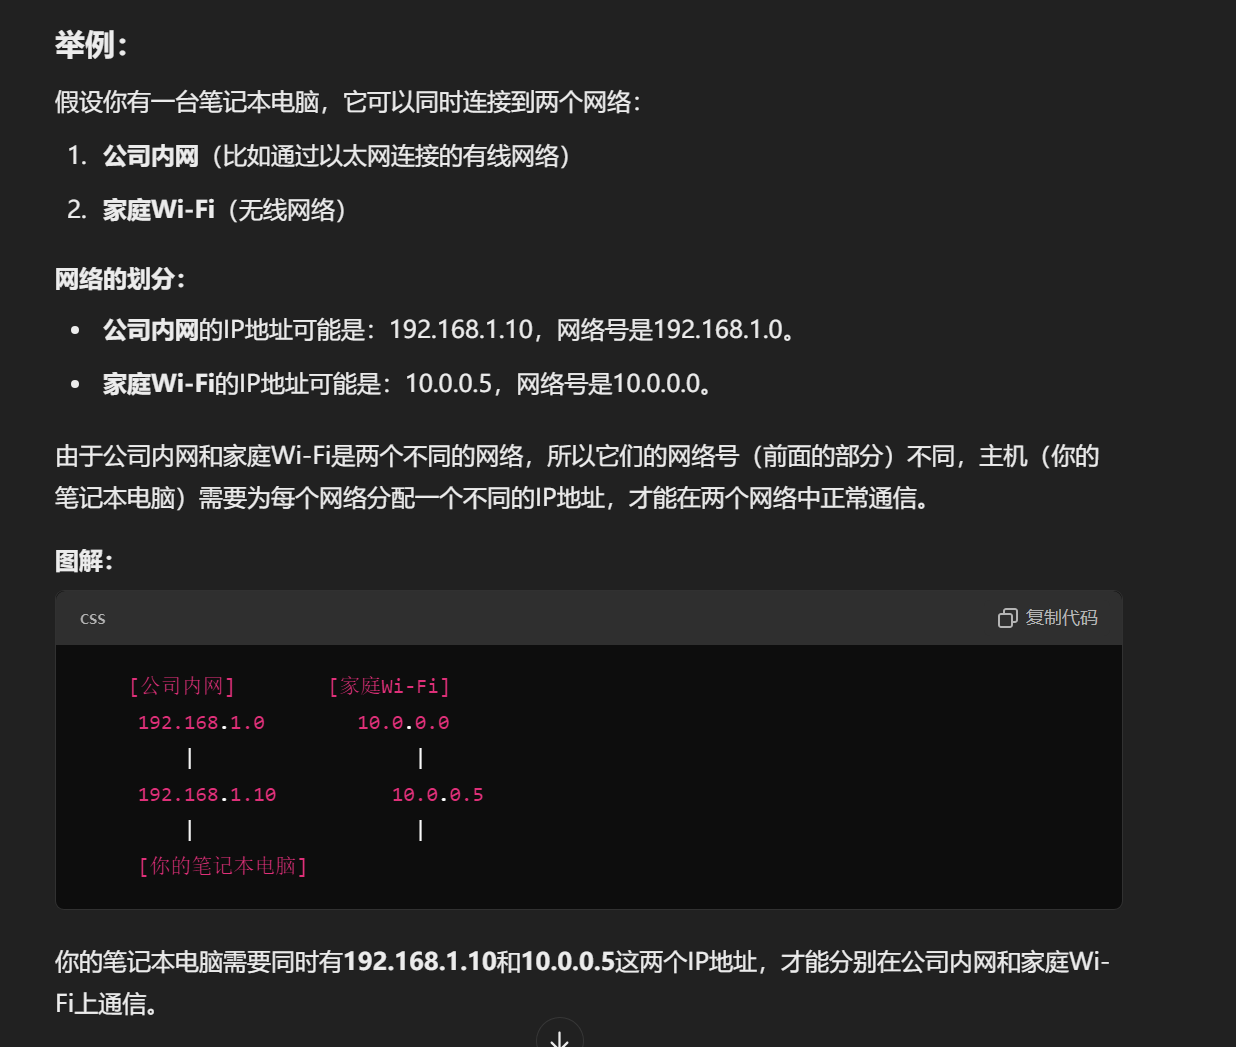 举例：
假设你有一台笔记本电脑，它可以同时连接到两个网络：
1. 公司内网（比如通过以太网连接的有线网络）
2. 家庭Wi-Fi（无线网络）
网络的划分：
• 公司内网的IP地址可能是：192.168.1.10，网络号是192.168.1.0。
• 家庭Wi-Fi的IP地址可能是：10.0.0.5，网络号是10.0.0.0。
由于公司内网和家庭Wi-Fi是两个不同的网络，所以它们的网络号（前面的部分）不同，主机（你的
笔记本电脑）需要为每个网络分配一个不同的IP地址，才能在两个网络中正常通信。
图解：
css 复制代码
[公司内网] [家庭Wi-Fi]
192.168.1.0 10.0.0.0
| |
192.168.1.10 10.0.0.5
| |
[你的笔记本电脑]
你的笔记本电脑需要同时有192.168.1.10和10.0.0.5这两个IP地址，才能分别在公司内网和家庭Wi-
Fi上通信。